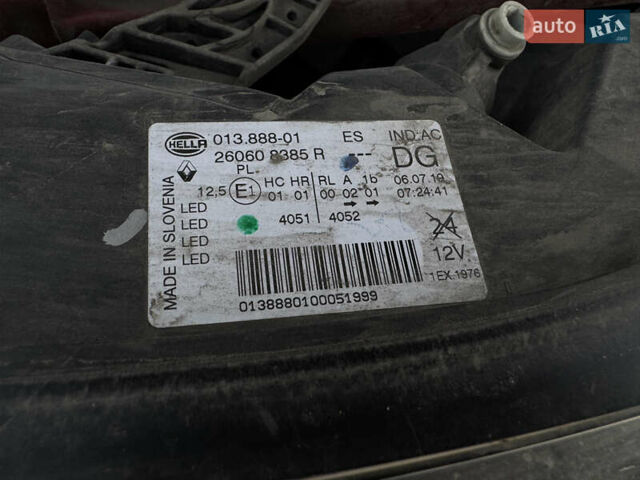 auto RIA .com
HELLA 013.888-01 ES IND:AC
26060 8385 R --- DG
PL
12,5 E1 HC HR RL A 1b 06.07.19
01 01 00 02 01 07:24:41
LED 4051 4052
LED
LED
LED
24
12V
1EX.1976
0138880100051999
MADE IN SLOVENIA